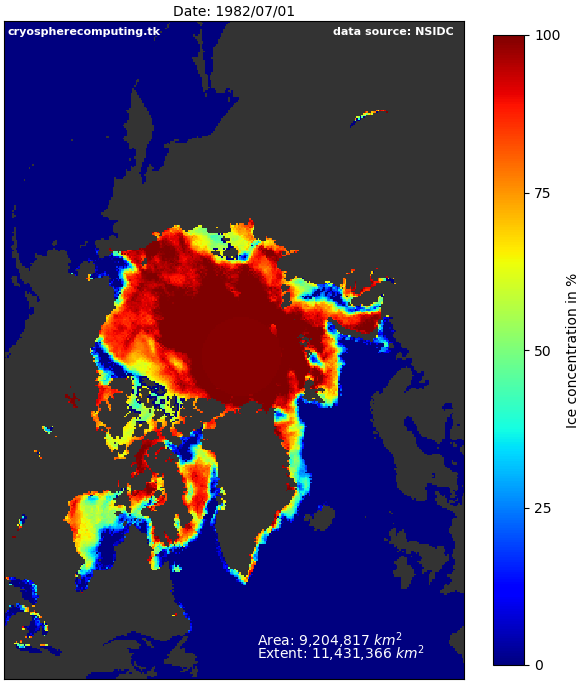 Date: 1982/07/01
cryospherecomputing.tk data source: NSIDC
100
75
50
25
0
Ice concentration in %
Area: 9,204,817 km²
Extent: 11,431,366 km²